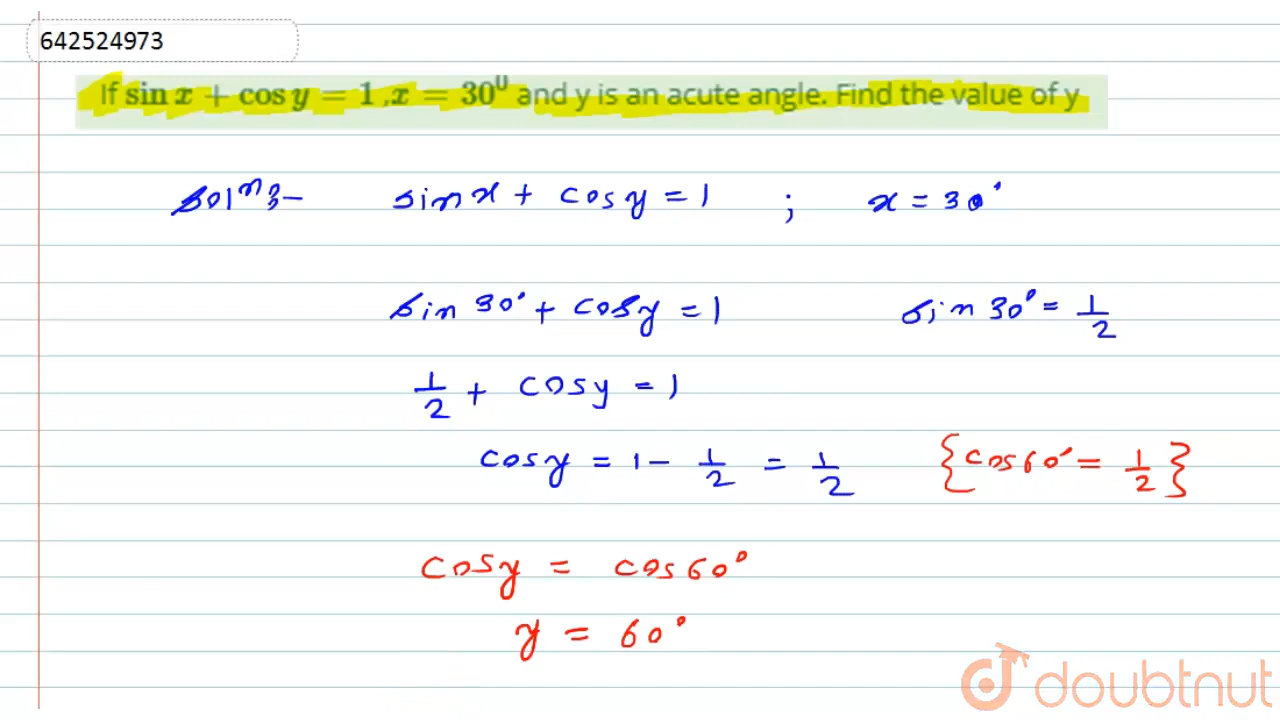 642524973
If sin x + cos y = 1 , x = 30⁰ and y is an acute angle. Find the value of y
Solⁿ:- sin x + cos y = 1 ; x = 30°
sin 30° + cos y = 1 sin 30° = 1/2
1/2 + cos y = 1
cos y = 1 - 1/2 = 1/2 {cos 60° = 1/2}
cos y = cos 60°
y = 60°
doubtnut